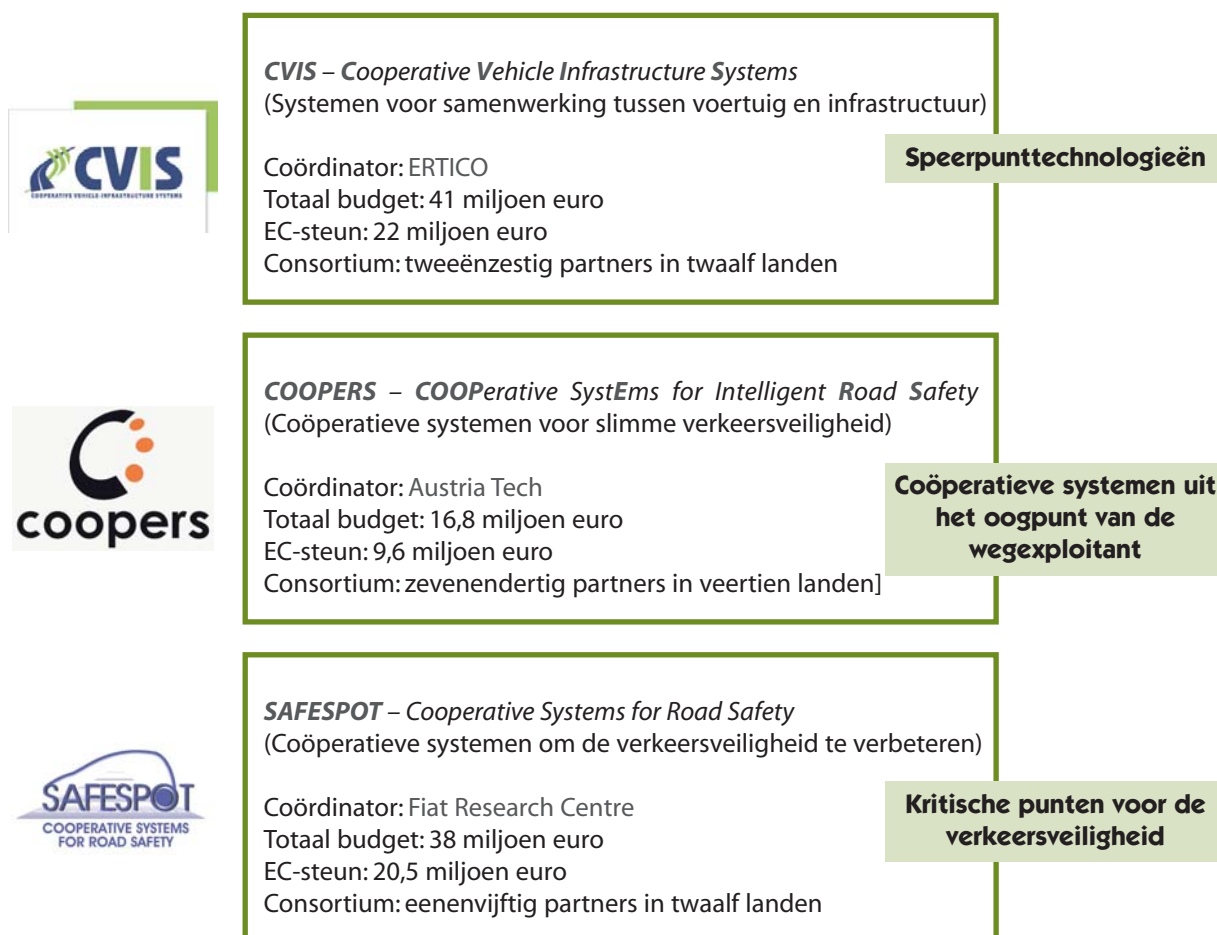 CVIS
COOPERATIVE VEHICLE INFRASTRUCTURE SYSTEMS
CVIS – Cooperative Vehicle Infrastructure Systems
(Systemen voor samenwerking tussen voertuig en infrastructuur)
Coördinator: ERTICO
Totaal budget: 41 miljoen euro
EC-steun: 22 miljoen euro
Consortium: tweeënzestig partners in twaalf landen
Speerpunttechnologieën
coopers
COOPERS – COOPerative SystEms for Intelligent Road Safety
(Coöperatieve systemen voor slimme verkeersveiligheid)
Coördinator: Austria Tech
Totaal budget: 16,8 miljoen euro
EC-steun: 9,6 miljoen euro
Consortium: zevenendertig partners in veertien landen]
Coöperatieve systemen uit
het oogpunt van de
wegexploitant
SAFESPOT
COOPERATIVE SYSTEMS
FOR ROAD SAFETY
SAFESPOT – Cooperative Systems for Road Safety
(Coöperatieve systemen om de verkeersveiligheid te verbeteren)
Coördinator: Fiat Research Centre
Totaal budget: 38 miljoen euro
EC-steun: 20,5 miljoen euro
Consortium: eenenvijftig partners in twaalf landen
Kritische punten voor de
verkeersveiligheid